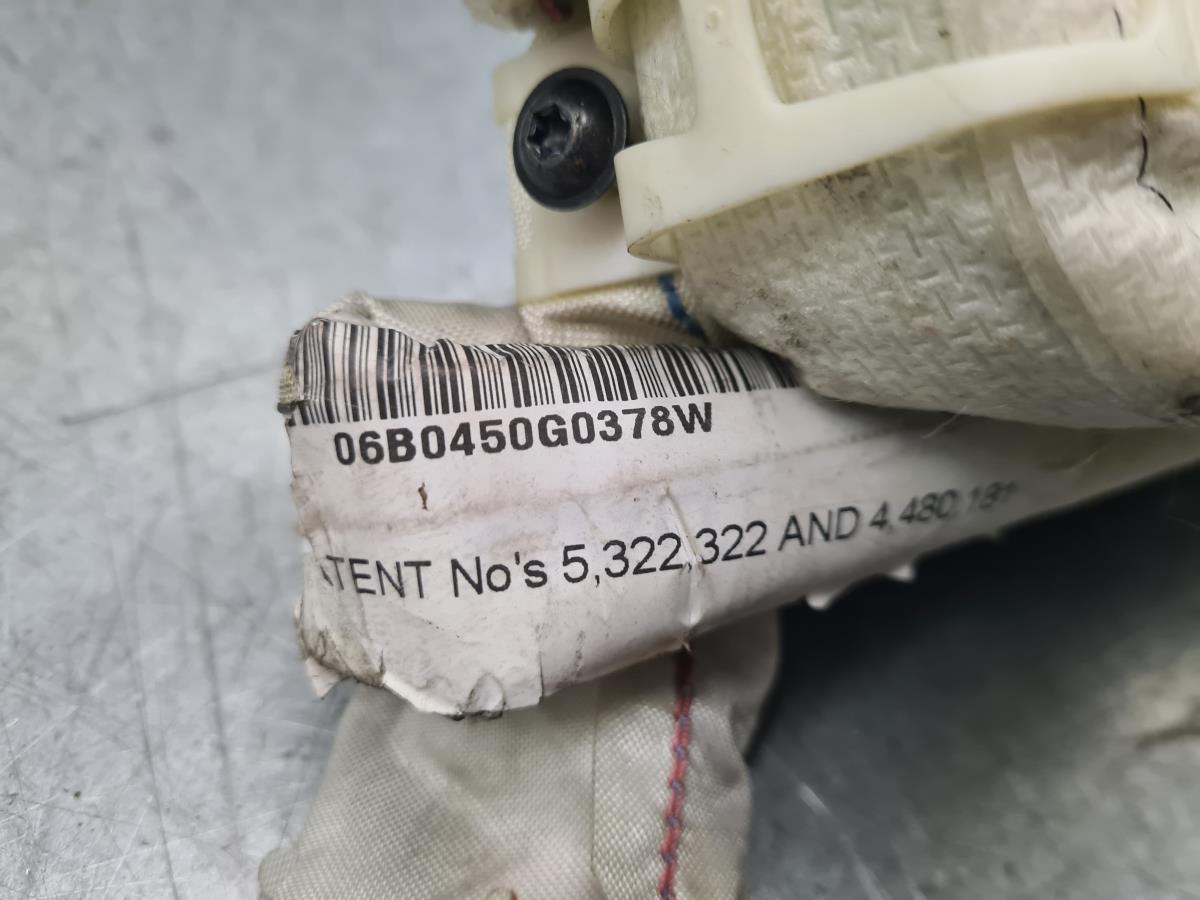 06B0450G0378W
TENT No's 5,322,322 AND 4,480,181